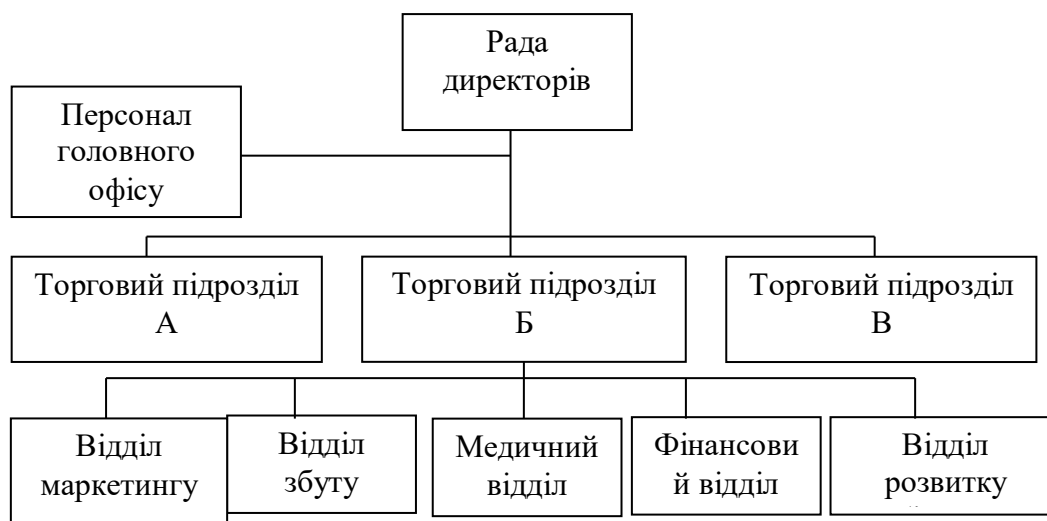 Рада
директорів
Персонал
головного
офісу
Торговий підрозділ
А
Торговий підрозділ
Б
Торговий підрозділ
В
Відділ
маркетингу
Відділ
збуту
Медичний
відділ
Фінансови
й відділ
Відділ
розвитку